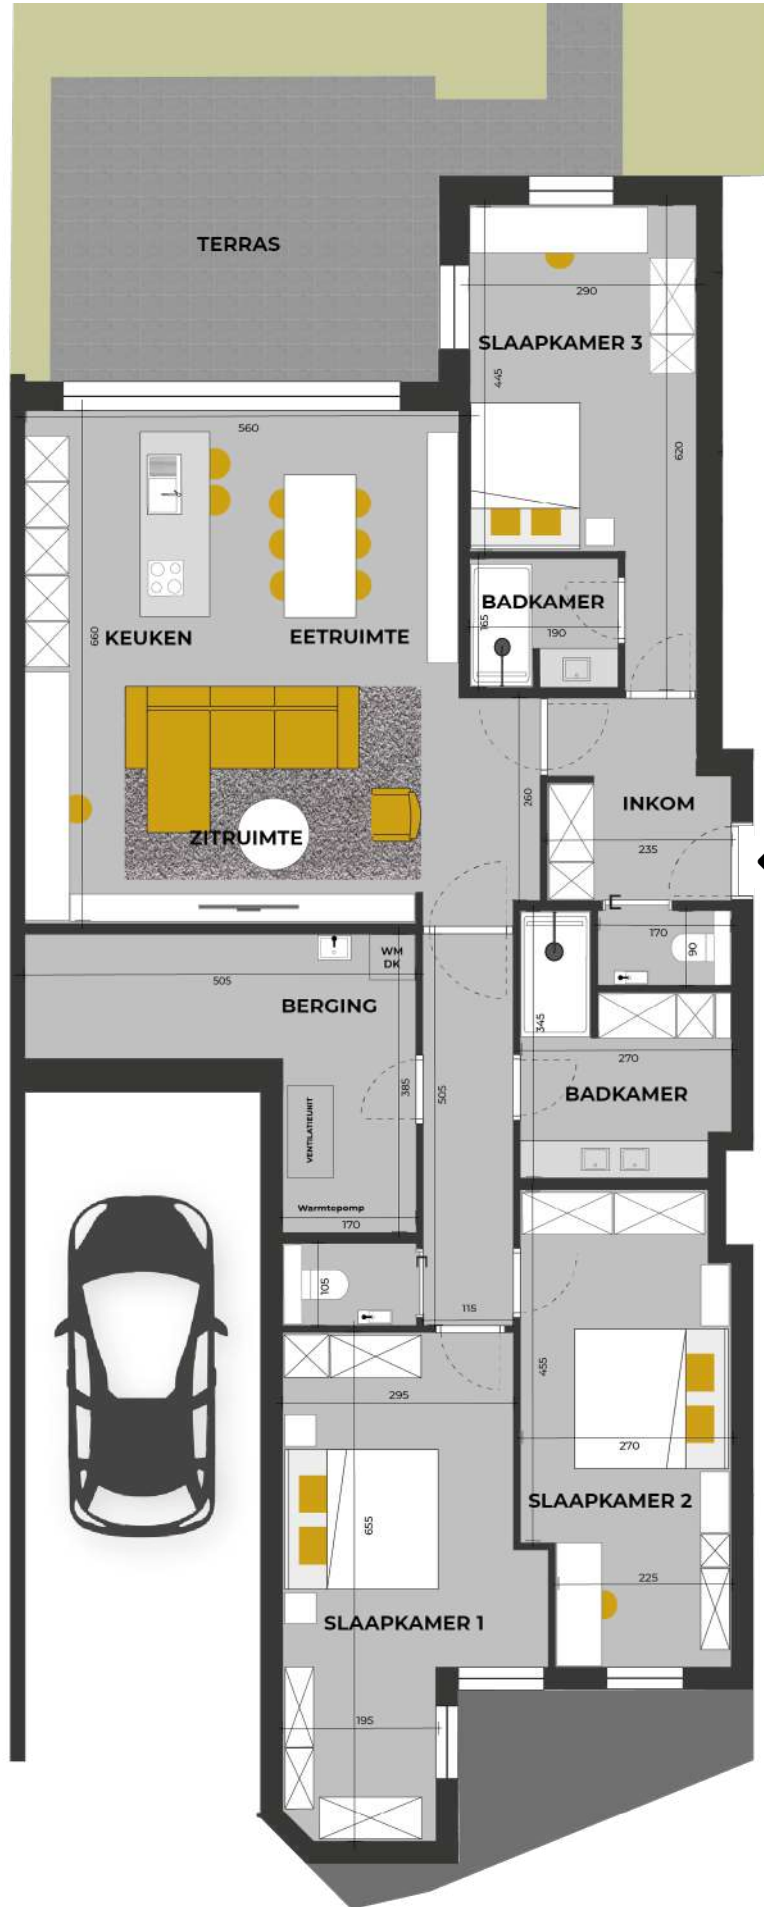 TERRAS
290
SLAAPKAMER 3
445
560
620
BADKAMER
165
190
660
KEUKEN
EETRUIMTE
260
INKOM
ZITRUIMTE
235
170
90
WM
DK
505
BERGING
345
270
385
505
BADKAMER
VENTILATIEUNIT
Warmtepomp
170
105
115
295
455
270
SLAAPKAMER 2
655
225
SLAAPKAMER 1
195